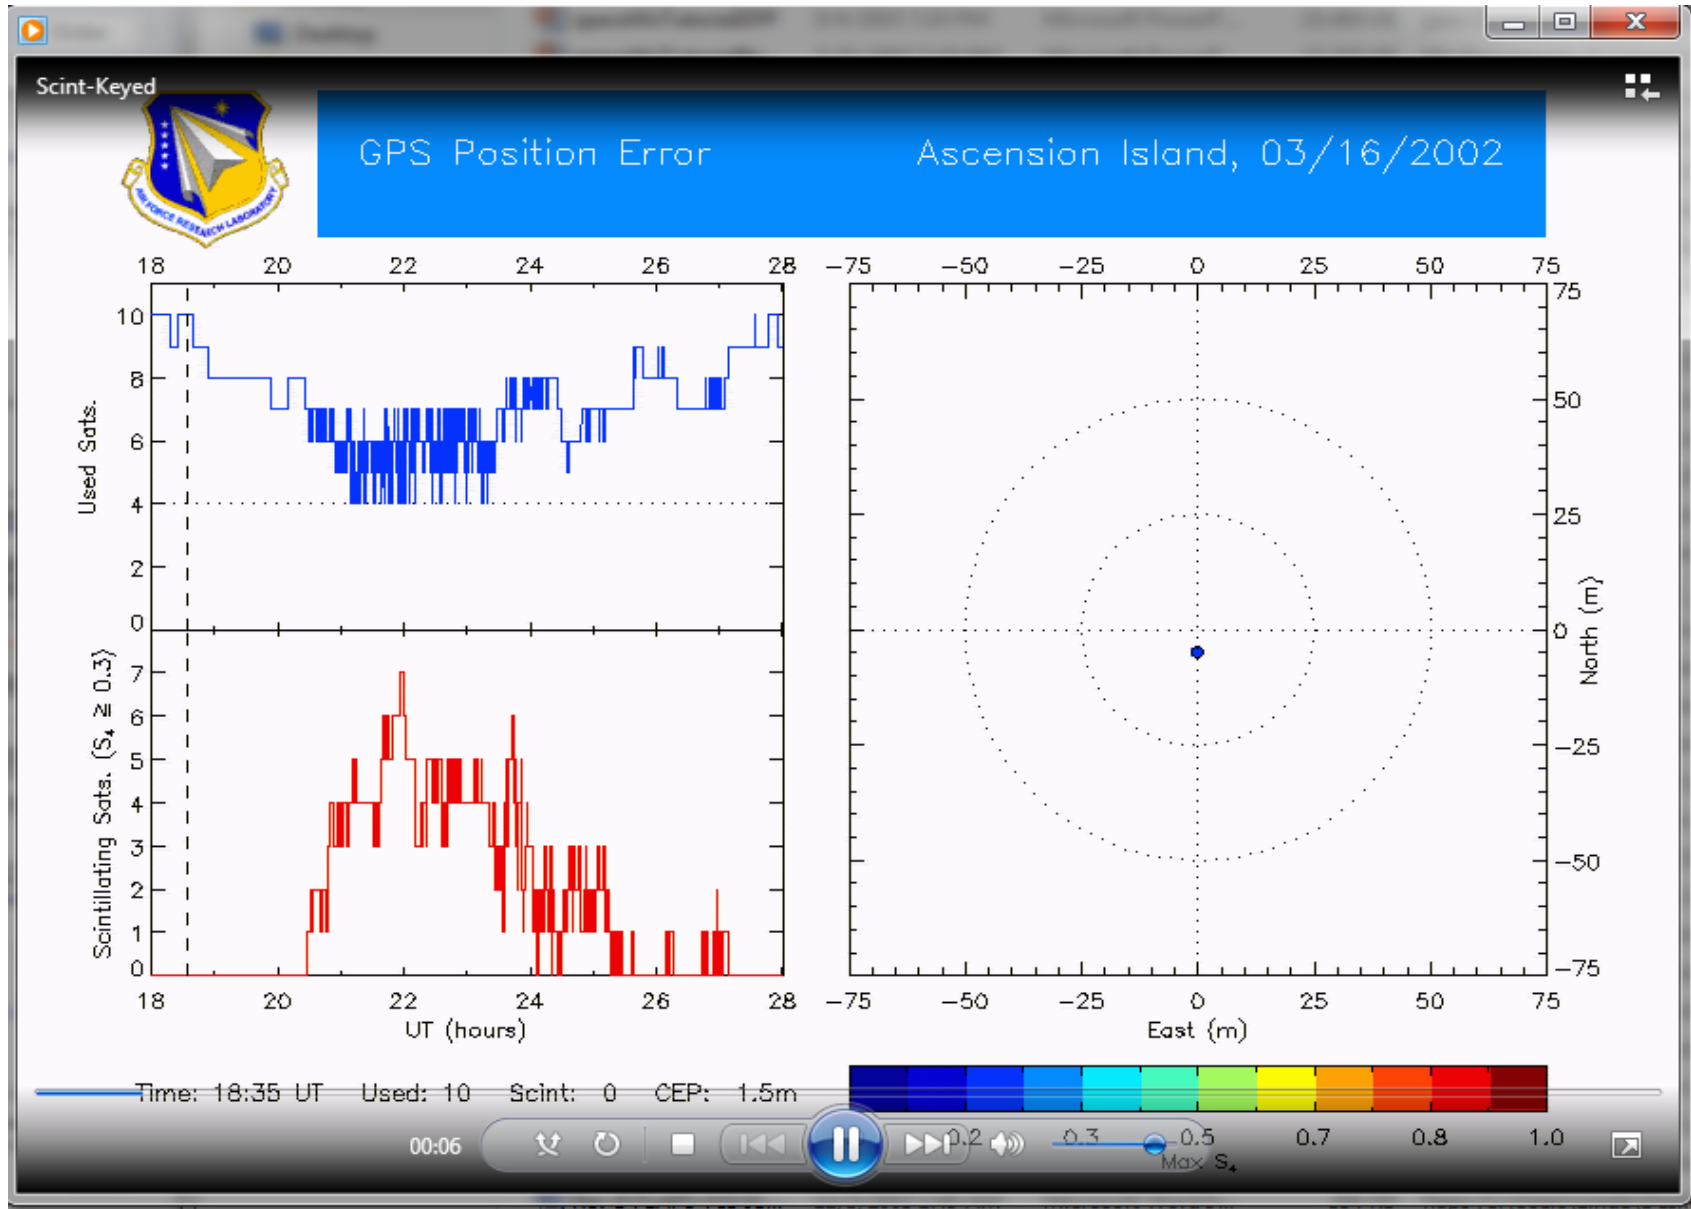 Scint-Keyed
AIR FORCE RESEARCH LABORATORY
GPS Position Error
Ascension Island, 03/16/2002
18 20 22 24 26 28
10
8
6
4
2
0
Used Sats.
7
6
5
4
3
2
1
0
Scintillating Sats. (S₄ ≥ 0.3)
18 20 22 24 26 28
UT (hours)
−75 −50 −25 0 25 50 75
75
50
25
0
−25
−50
−75
North (m)
−75 −50 −25 0 25 50 75
East (m)
Time: 18:35 UT Used: 10 Scint: 0 CEP: 1.5m
0.2 0.3 0.5 0.7 0.8 1.0
Max S₄
00:06